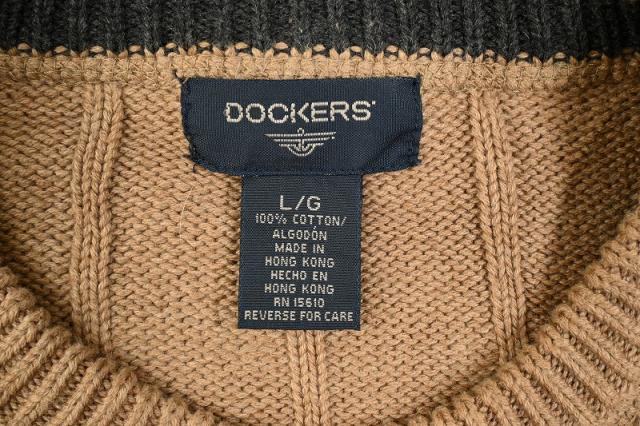 DOCKERS
L/G
100% COTTON/
ALGODÓN
MADE IN
HONG KONG
HECHO EN
HONG KONG
RN 15610
REVERSE FOR CARE